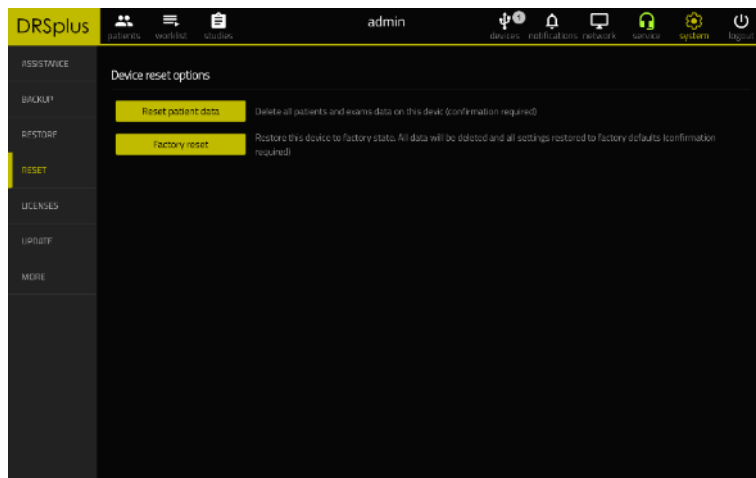 DRSplus
patients worklist studies
admin
1
devices notifications network service system logout
ASSISTANCE
BACKUP
RESTORE
RESET
LICENSES
UPDATE
MORE
Device reset options
Reset patient data
Delete all patients and exams data on this devic (confirmation required)
Factory reset
Restore this device to factory state. All data will be deleted and all settings restored to factory defaults (confirmation
required)